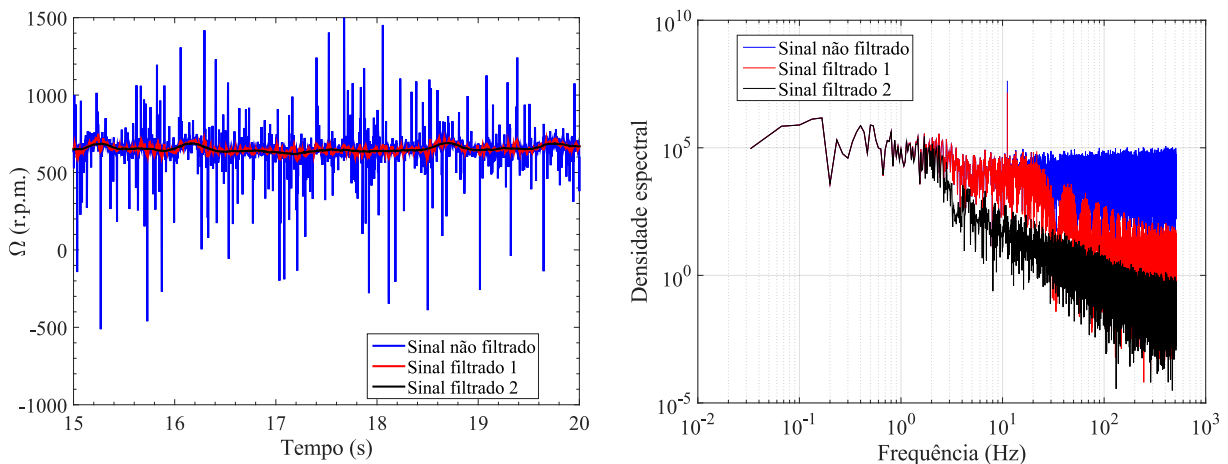 1500
1000
500
0
-500
-1000
15
16
17
18
19
20
Ω (r.p.m.)
Tempo (s)
Sinal não filtrado
Sinal filtrado 1
Sinal filtrado 2
10^10
10^5
10^0
10^-5
10^-2
10^-1
10^0
10^1
10^2
10^3
Densidade espectral
Frequência (Hz)
Sinal não filtrado
Sinal filtrado 1
Sinal filtrado 2